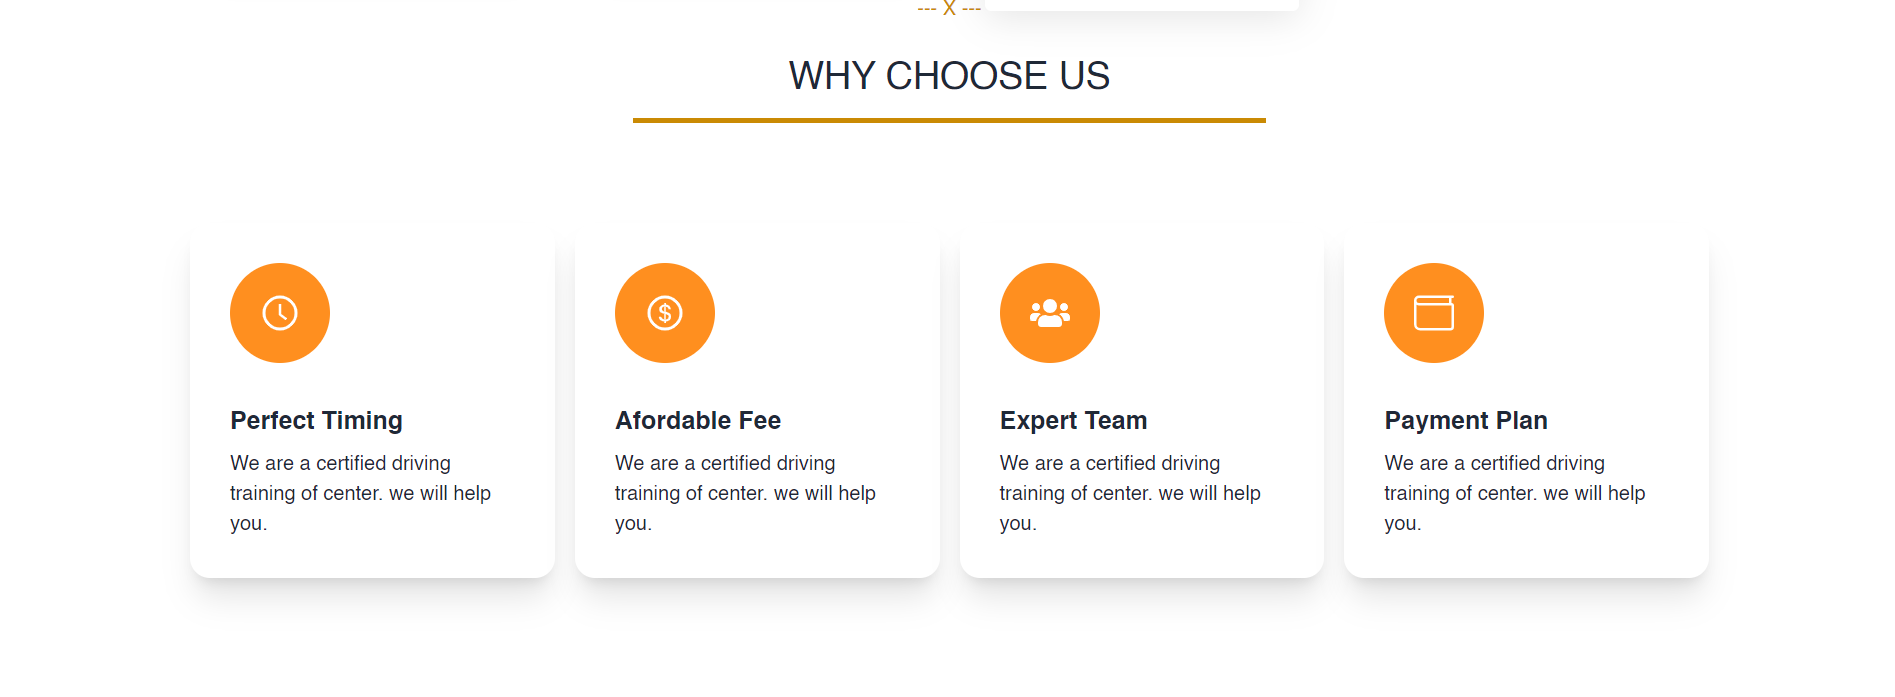 --- X ---
WHY CHOOSE US
Perfect Timing
We are a certified driving
training of center. we will help
you.
Afordable Fee
We are a certified driving
training of center. we will help
you.
Expert Team
We are a certified driving
training of center. we will help
you.
Payment Plan
We are a certified driving
training of center. we will help
you.